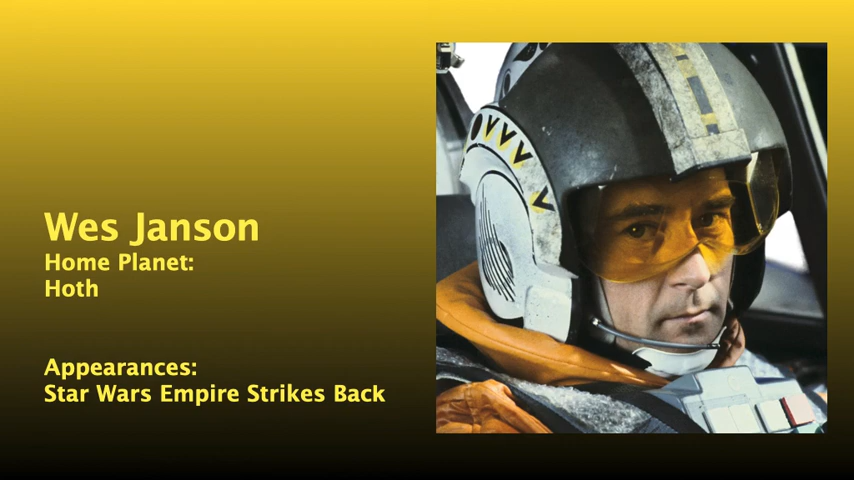 Wes Janson
Home Planet:
Hoth
Appearances:
Star Wars Empire Strikes Back